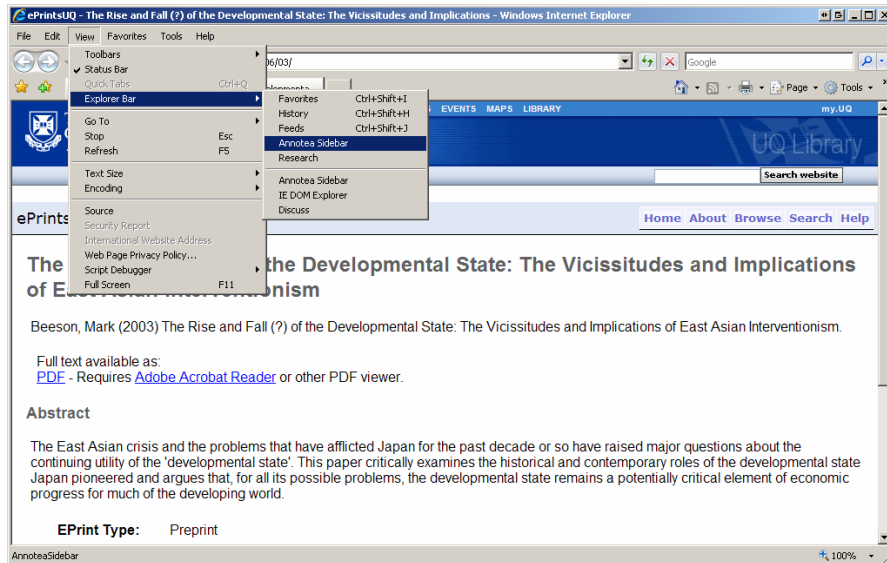 ePrintsUQ - The Rise and Fall (?) of the Developmental State: The Vicissitudes and Implications - Windows Internet Explorer
File Edit View Favorites Tools Help
06/03/
Google
Page Tools
Toolbars
Status Bar
Quick Tabs Ctrl+Q
Explorer Bar
Go To
Stop Esc
Refresh F5
Text Size
Encoding
Source
Security Report
International Website Address
Web Page Privacy Policy...
Script Debugger
Full Screen F11
Favorites Ctrl+Shift+I
History Ctrl+Shift+H
Feeds Ctrl+Shift+J
Annotea Sidebar
Research
Annotea Sidebar
IE DOM Explorer
Discuss
EVENTS MAPS LIBRARY my.UQ
UQ Library
Search website
ePrints
Home About Browse Search Help
The the Developmental State: The Vicissitudes and Implications
of East Asian Interventionism
Beeson, Mark (2003) The Rise and Fall (?) of the Developmental State: The Vicissitudes and Implications of East Asian Interventionism.
Full text available as:
PDF - Requires Adobe Acrobat Reader or other PDF viewer.
Abstract
The East Asian crisis and the problems that have afflicted Japan for the past decade or so have raised major questions about the
continuing utility of the 'developmental state'. This paper critically examines the historical and contemporary roles of the developmental state
Japan pioneered and argues that, for all its possible problems, the developmental state remains a potentially critical element of economic
progress for much of the developing world.
EPrint Type: Preprint
AnnoteaSidebar
100%